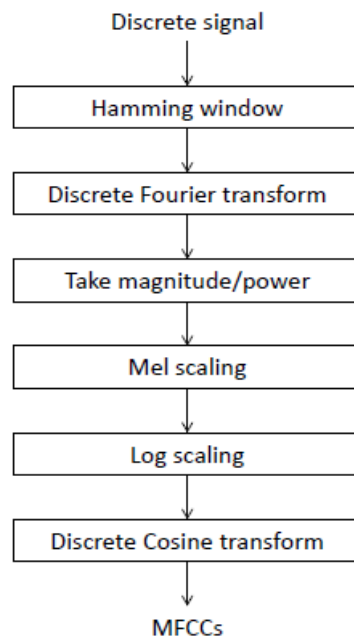 Discrete signal
Hamming window
Discrete Fourier transform
Take magnitude/power
Mel scaling
Log scaling
Discrete Cosine transform
MFCCs